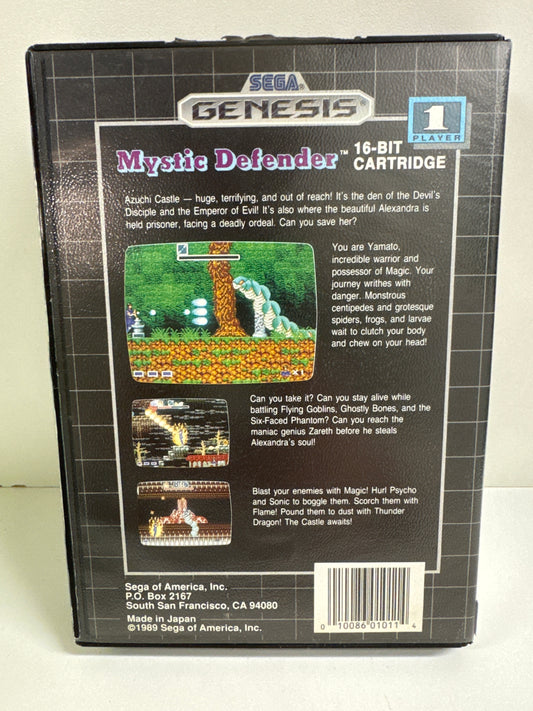 SEGA
GENESIS
1
PLAYER
Mystic Defender™ 16-BIT
CARTRIDGE
Azuchi Castle — huge, terrifying, and out of reach! It's the den of the Devil's
Disciple and the Emperor of Evil! It's also where the beautiful Alexandra is
held prisoner, facing a deadly ordeal. Can you save her?
You are Yamato,
incredible warrior and
possessor of Magic. Your
journey writhes with
danger. Monstrous
centipedes and grotesque
spiders, frogs, and larvae
wait to clutch your body
and chew on your head!
Can you take it? Can you stay alive while
battling Flying Goblins, Ghostly Bones, and the
Six-Faced Phantom? Can you reach the
maniac genius Zareth before he steals
Alexandra's soul!
Blast your enemies with Magic! Hurl Psycho
and Sonic to boggle them. Scorch them with
Flame! Pound them to dust with Thunder
Dragon! The Castle awaits!
Sega of America, Inc.
P.O. Box 2167
South San Francisco, CA 94080
Made in Japan
©1989 Sega of America, Inc.
0 10086 01011 4